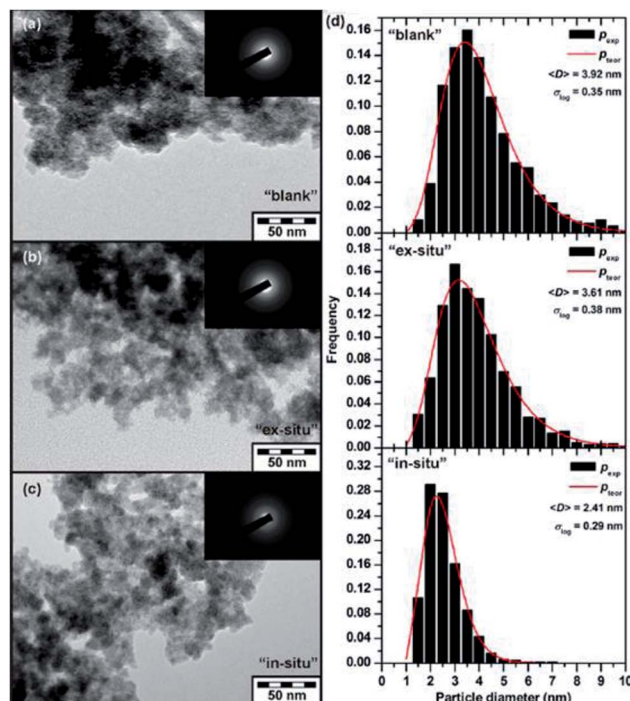 (a)
"blank"
50 nm
(b)
"ex-situ"
50 nm
(c)
"in-situ"
50 nm
(d)
"blank"
p_exp
p_teor
<D> = 3.92 nm
σ_log = 0.35 nm
0.16
0.14
0.12
0.10
0.08
0.06
0.04
0.02
0.00
"ex-situ"
p_exp
p_teor
<D> = 3.61 nm
σ_log = 0.38 nm
0.18
0.16
0.14
0.12
0.10
0.08
0.06
0.04
0.02
0.00
Frequency
"in-situ"
p_exp
p_teor
<D> = 2.41 nm
σ_log = 0.29 nm
0.32
0.28
0.24
0.20
0.16
0.12
0.08
0.04
0.00
0 1 2 3 4 5 6 7 8 9 10
Particle diameter (nm)